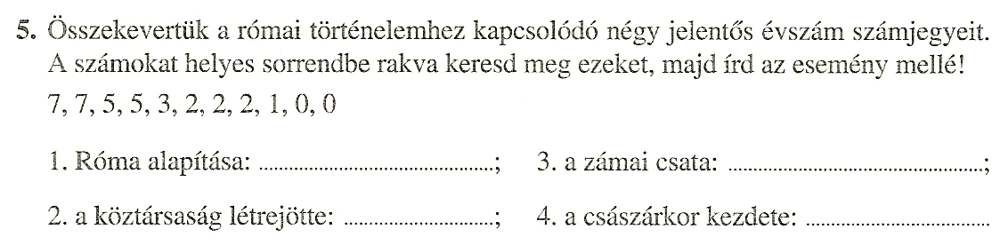 5. Összekevertük a római történelemhez kapcsolódó négy jelentős évszám számjegyeit.
A számokat helyes sorrendbe rakva keresd meg ezeket, majd írd az esemény mellé!
7, 7, 5, 5, 3, 2, 2, 2, 1, 0, 0
1. Róma alapítása: ......................................; 3. a zámai csata: ..........................................;
2. a köztársaság létrejötte: .........................; 4. a császárkor kezdete: ..............................